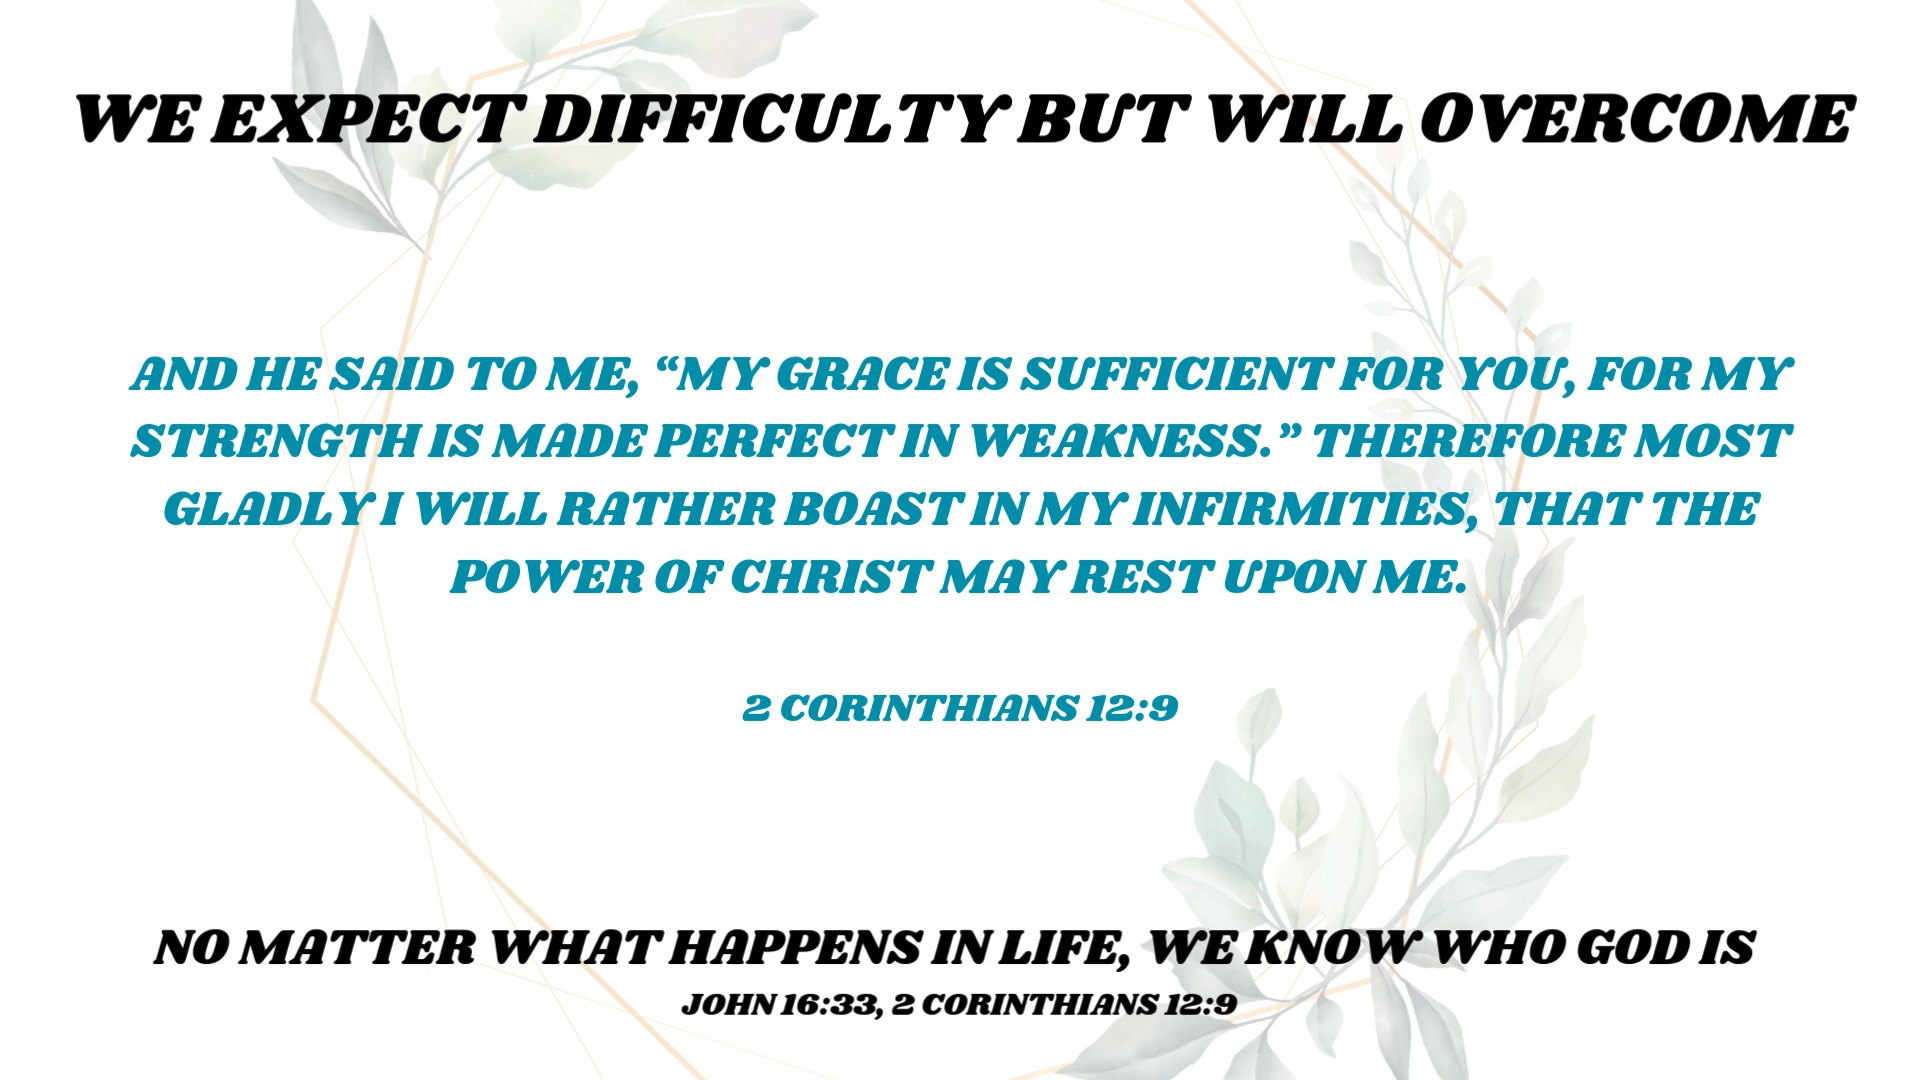 WE EXPECT DIFFICULTY BUT WILL OVERCOME
AND HE SAID TO ME, “MY GRACE IS SUFFICIENT FOR YOU, FOR MY
STRENGTH IS MADE PERFECT IN WEAKNESS.” THEREFORE MOST
GLADLY I WILL RATHER BOAST IN MY INFIRMITIES, THAT THE
POWER OF CHRIST MAY REST UPON ME.
2 CORINTHIANS 12:9
NO MATTER WHAT HAPPENS IN LIFE, WE KNOW WHO GOD IS
JOHN 16:33, 2 CORINTHIANS 12:9